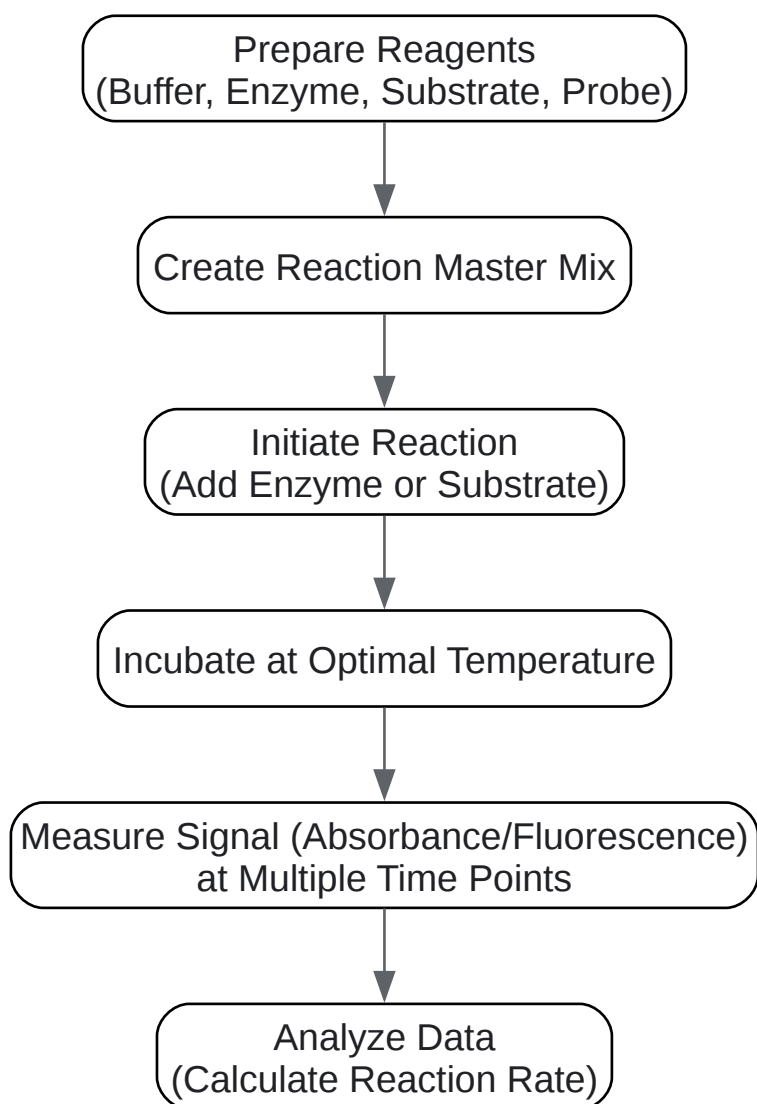 Prepare Reagents
(Buffer, Enzyme, Substrate, Probe)
Create Reaction Master Mix
Initiate Reaction
(Add Enzyme or Substrate)
Incubate at Optimal Temperature
Measure Signal (Absorbance/Fluorescence)
at Multiple Time Points
Analyze Data
(Calculate Reaction Rate)